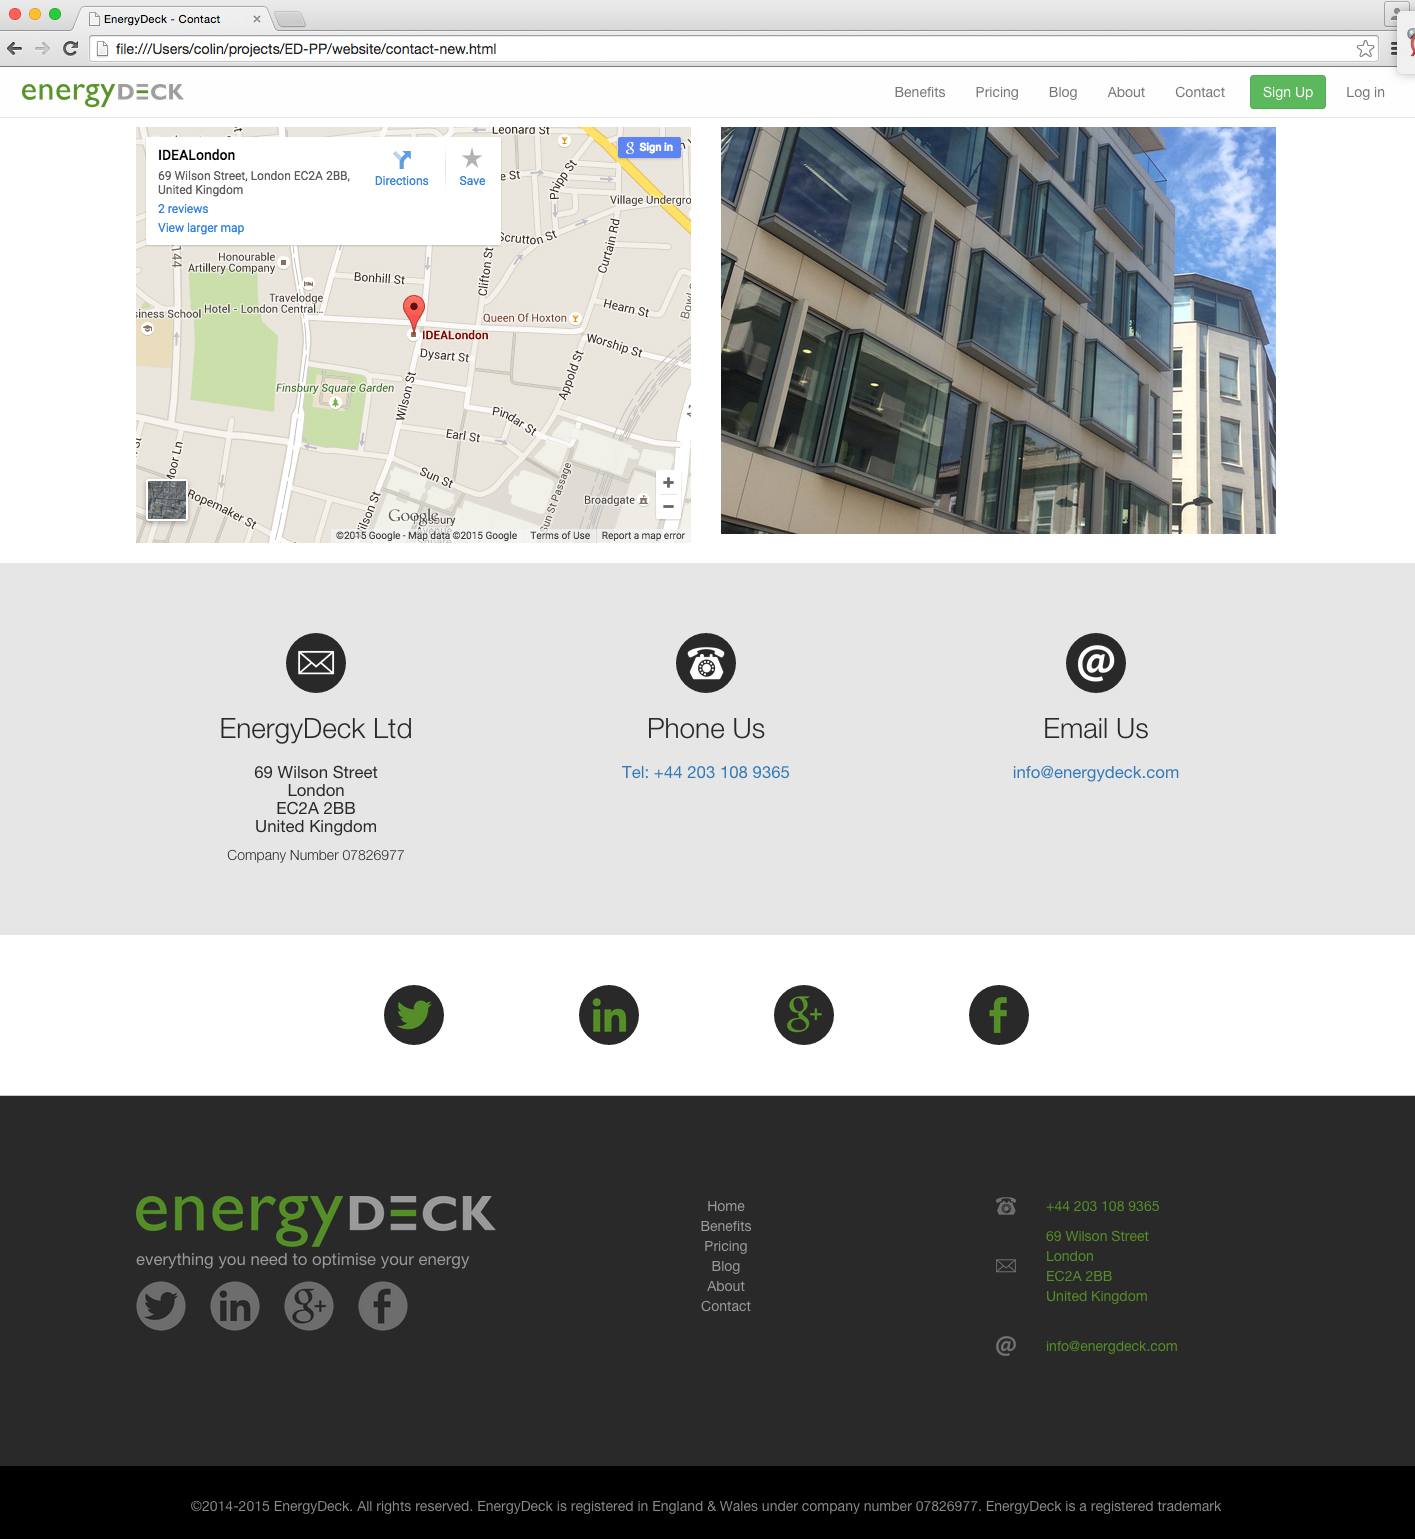 EnergyDeck - Contact
file:///Users/colin/projects/ED-PP/website/contact-new.html
energyDECK
Benefits
Pricing
Blog
About
Contact
Sign Up
Log in
IDEALondon
69 Wilson Street, London EC2A 2BB,
United Kingdom
2 reviews
View larger map
Directions
Save
Sign in
Leonard St
Phipp St
Village Undergro
Curtain Rd
Scrutton St
Clifton St
144
Honourable
Artillery Company
Bonhill St
Travelodge
Hotel - London Central...
iness School
Hearn St
Queen Of Hoxton
IDEALondon
Worship St
Dysart St
Appold St
Finsbury Square Garden
Wilson St
Pindar St
Earl St
Sun St
Moor Ln
Ropemaker St
Sun St Passage
Broadgate
Google
©2015 Google - Map data ©2015 Google
Terms of Use
Report a map error
EnergyDeck Ltd
69 Wilson Street
London
EC2A 2BB
United Kingdom
Company Number 07826977
Phone Us
Tel: +44 203 108 9365
Email Us
info@energydeck.com
energyDECK
everything you need to optimise your energy
Home
Benefits
Pricing
Blog
About
Contact
+44 203 108 9365
69 Wilson Street
London
EC2A 2BB
United Kingdom
info@energdeck.com
©2014-2015 EnergyDeck. All rights reserved. EnergyDeck is registered in England & Wales under company number 07826977. EnergyDeck is a registered trademark